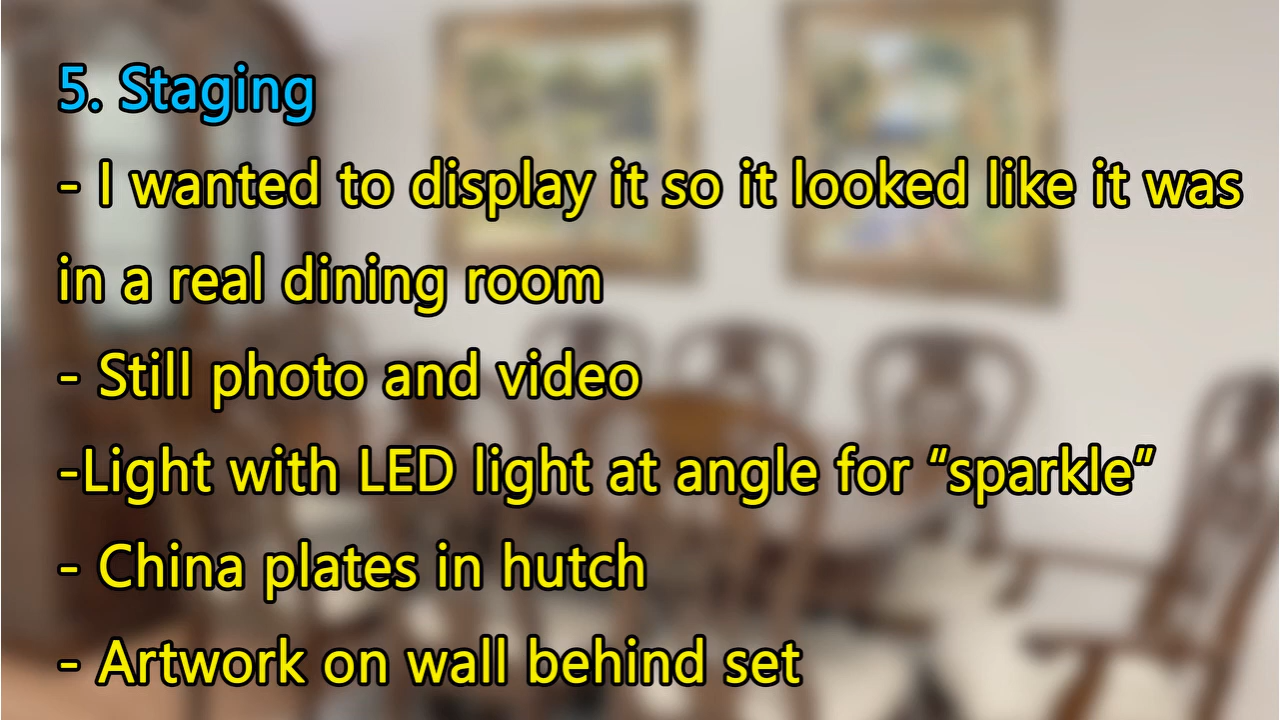 5. Staging
- I wanted to display it so it looked like it was
in a real dining room
- Still photo and video
-Light with LED light at angle for “sparkle”
- China plates in hutch
- Artwork on wall behind set